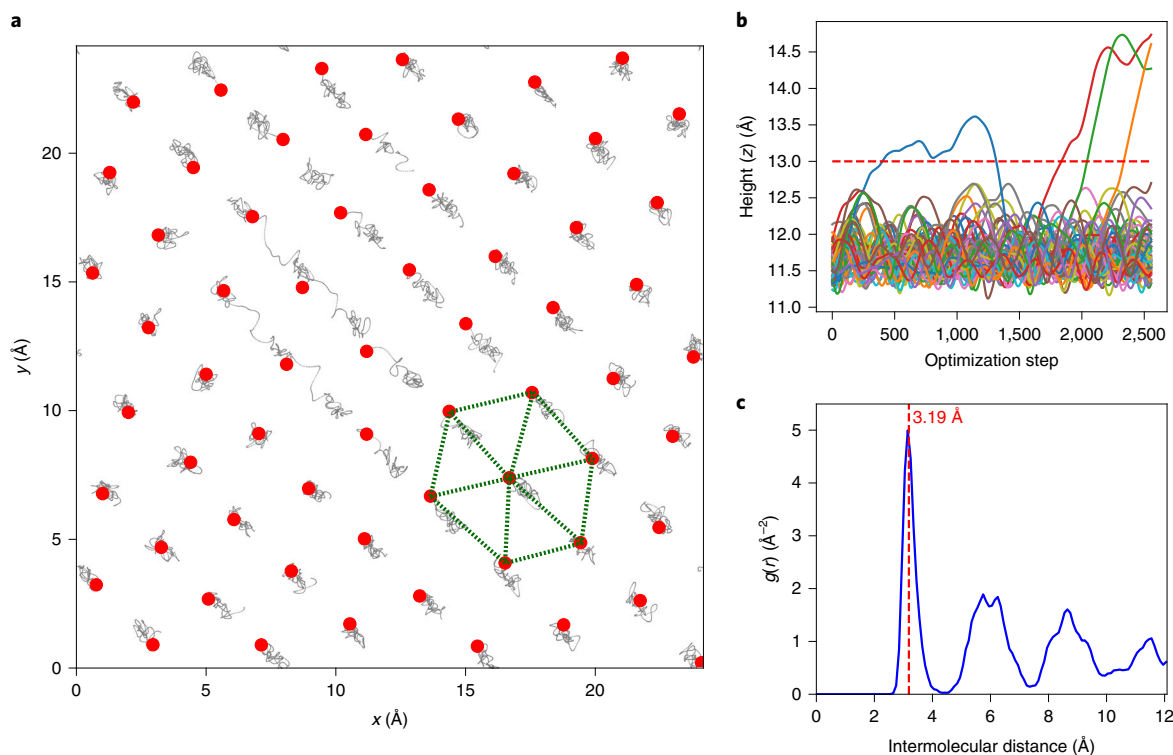 a
20
15
10
5
0
y (Å)
0 5 10 15 20
x (Å)
b
14.5
14.0
13.5
13.0
12.5
12.0
11.5
11.0
Height (z) (Å)
0 500 1,000 1,500 2,000 2,500
Optimization step
c
3.19 Å
5
4
3
2
1
0
g(r) (Å⁻²)
0 2 4 6 8 10 12
Intermolecular distance (Å)